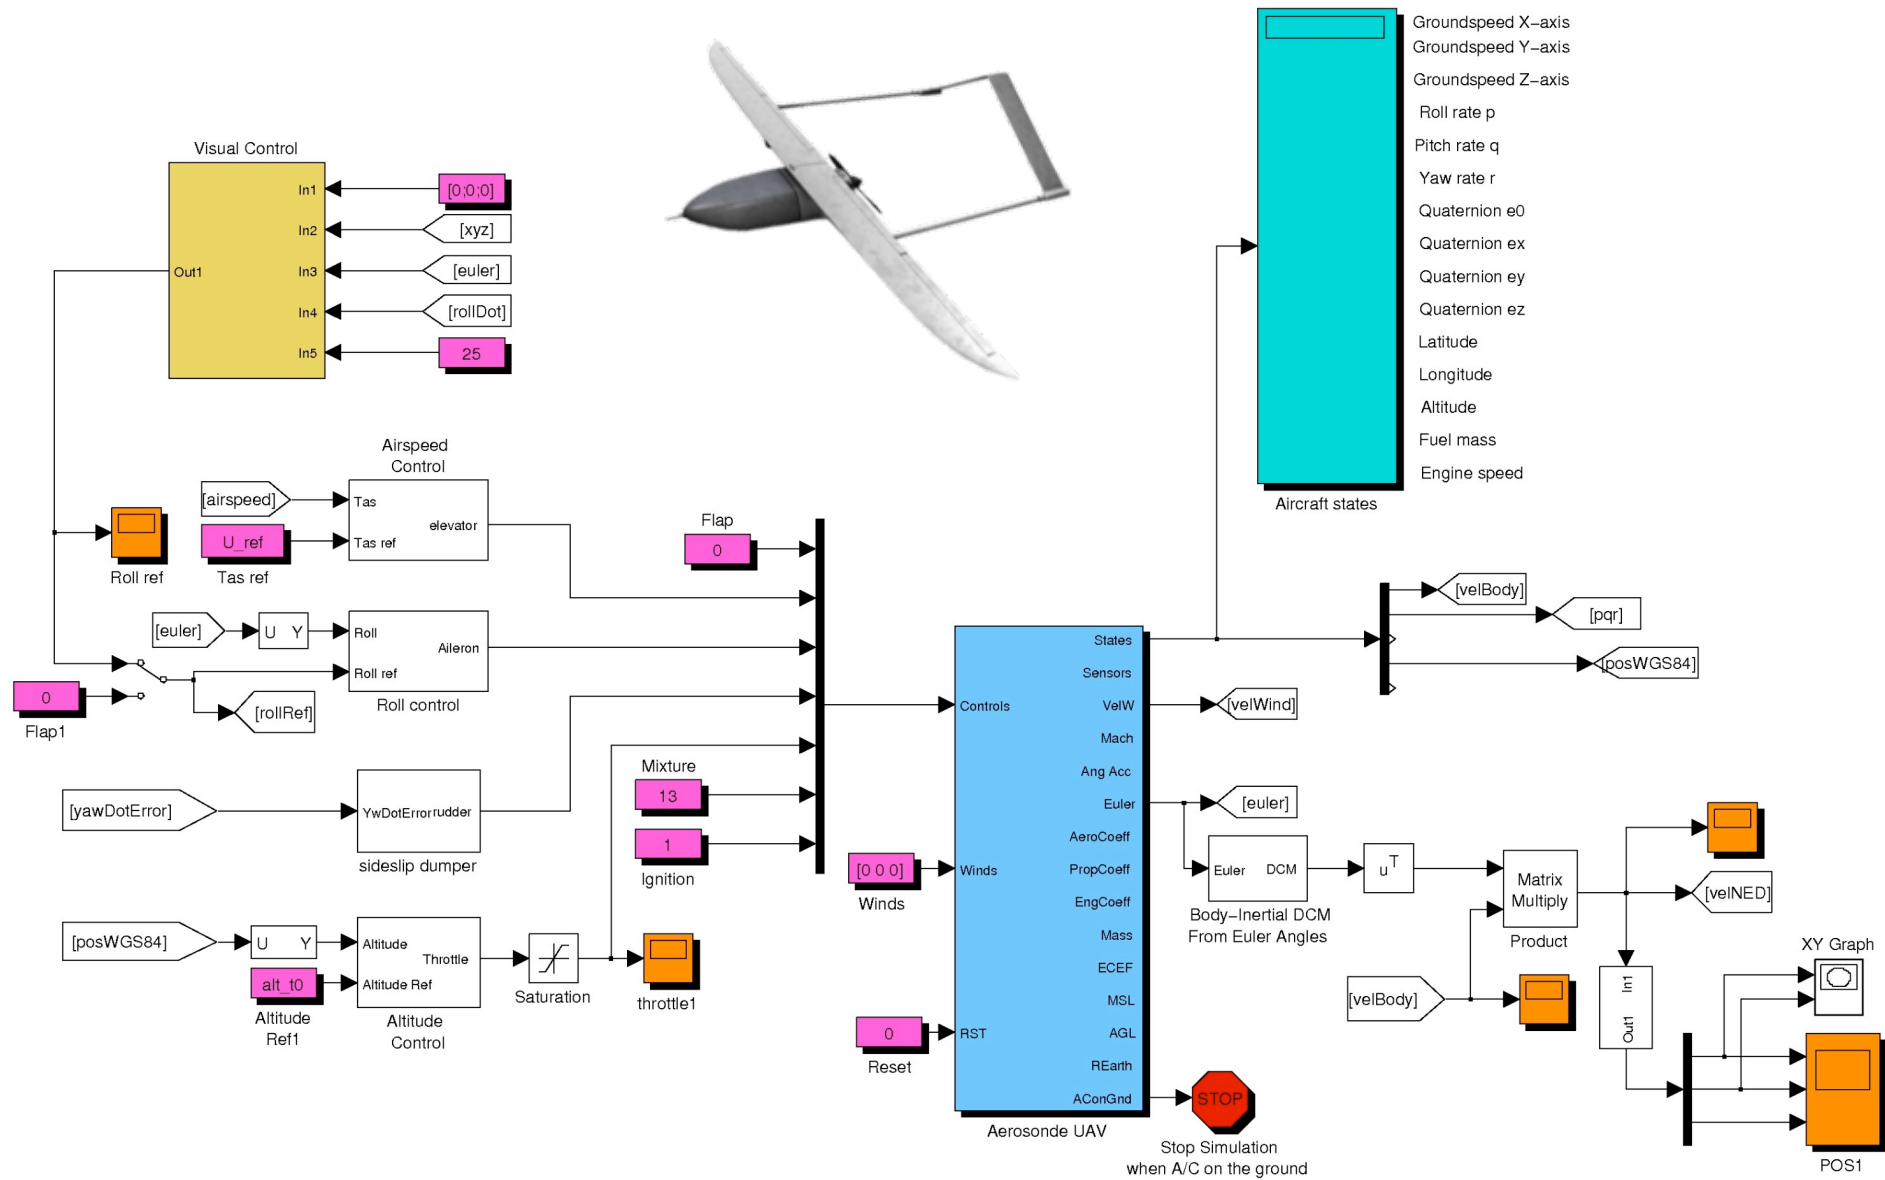 Visual Control
In1
[0;0;0]
In2
[xyz]
Out1
In3
[euler]
In4
[rollDot]
In5
25
Groundspeed X-axis
Groundspeed Y-axis
Groundspeed Z-axis
Roll rate p
Pitch rate q
Yaw rate r
Quaternion e0
Quaternion ex
Quaternion ey
Quaternion ez
Latitude
Longitude
Altitude
Fuel mass
Engine speed
Aircraft states
Airspeed
Control
[airspeed]
Tas
elevator
U_ref
Tas ref
Tas ref
Roll ref
[euler]
U Y
Roll
Aileron
Roll ref
Roll control
0
Flap1
[rollRef]
[yawDotError]
YwDotError
rudder
sideslip dumper
[posWGS84]
U Y
Altitude
Throttle
alt_t0
Altitude Ref
Altitude
Ref1
Altitude
Control
Saturation
throttle1
Flap
0
Mixture
13
1
Ignition
[0 0 0]
Winds
0
Reset
Controls
Winds
RST
States
Sensors
VelW
Mach
Ang Acc
Euler
AeroCoeff
PropCoeff
EngCoeff
Mass
ECEF
MSL
AGL
REarth
AConGnd
Aerosonde UAV
[velBody]
[pqr]
[posWGS84]
[velWind]
[euler]
Euler
DCM
Body-Inertial DCM
From Euler Angles
uT
Matrix
Multiply
Product
[velNED]
[velBody]
In1
Out1
XY Graph
POS1
STOP
Stop Simulation
when A/C on the ground